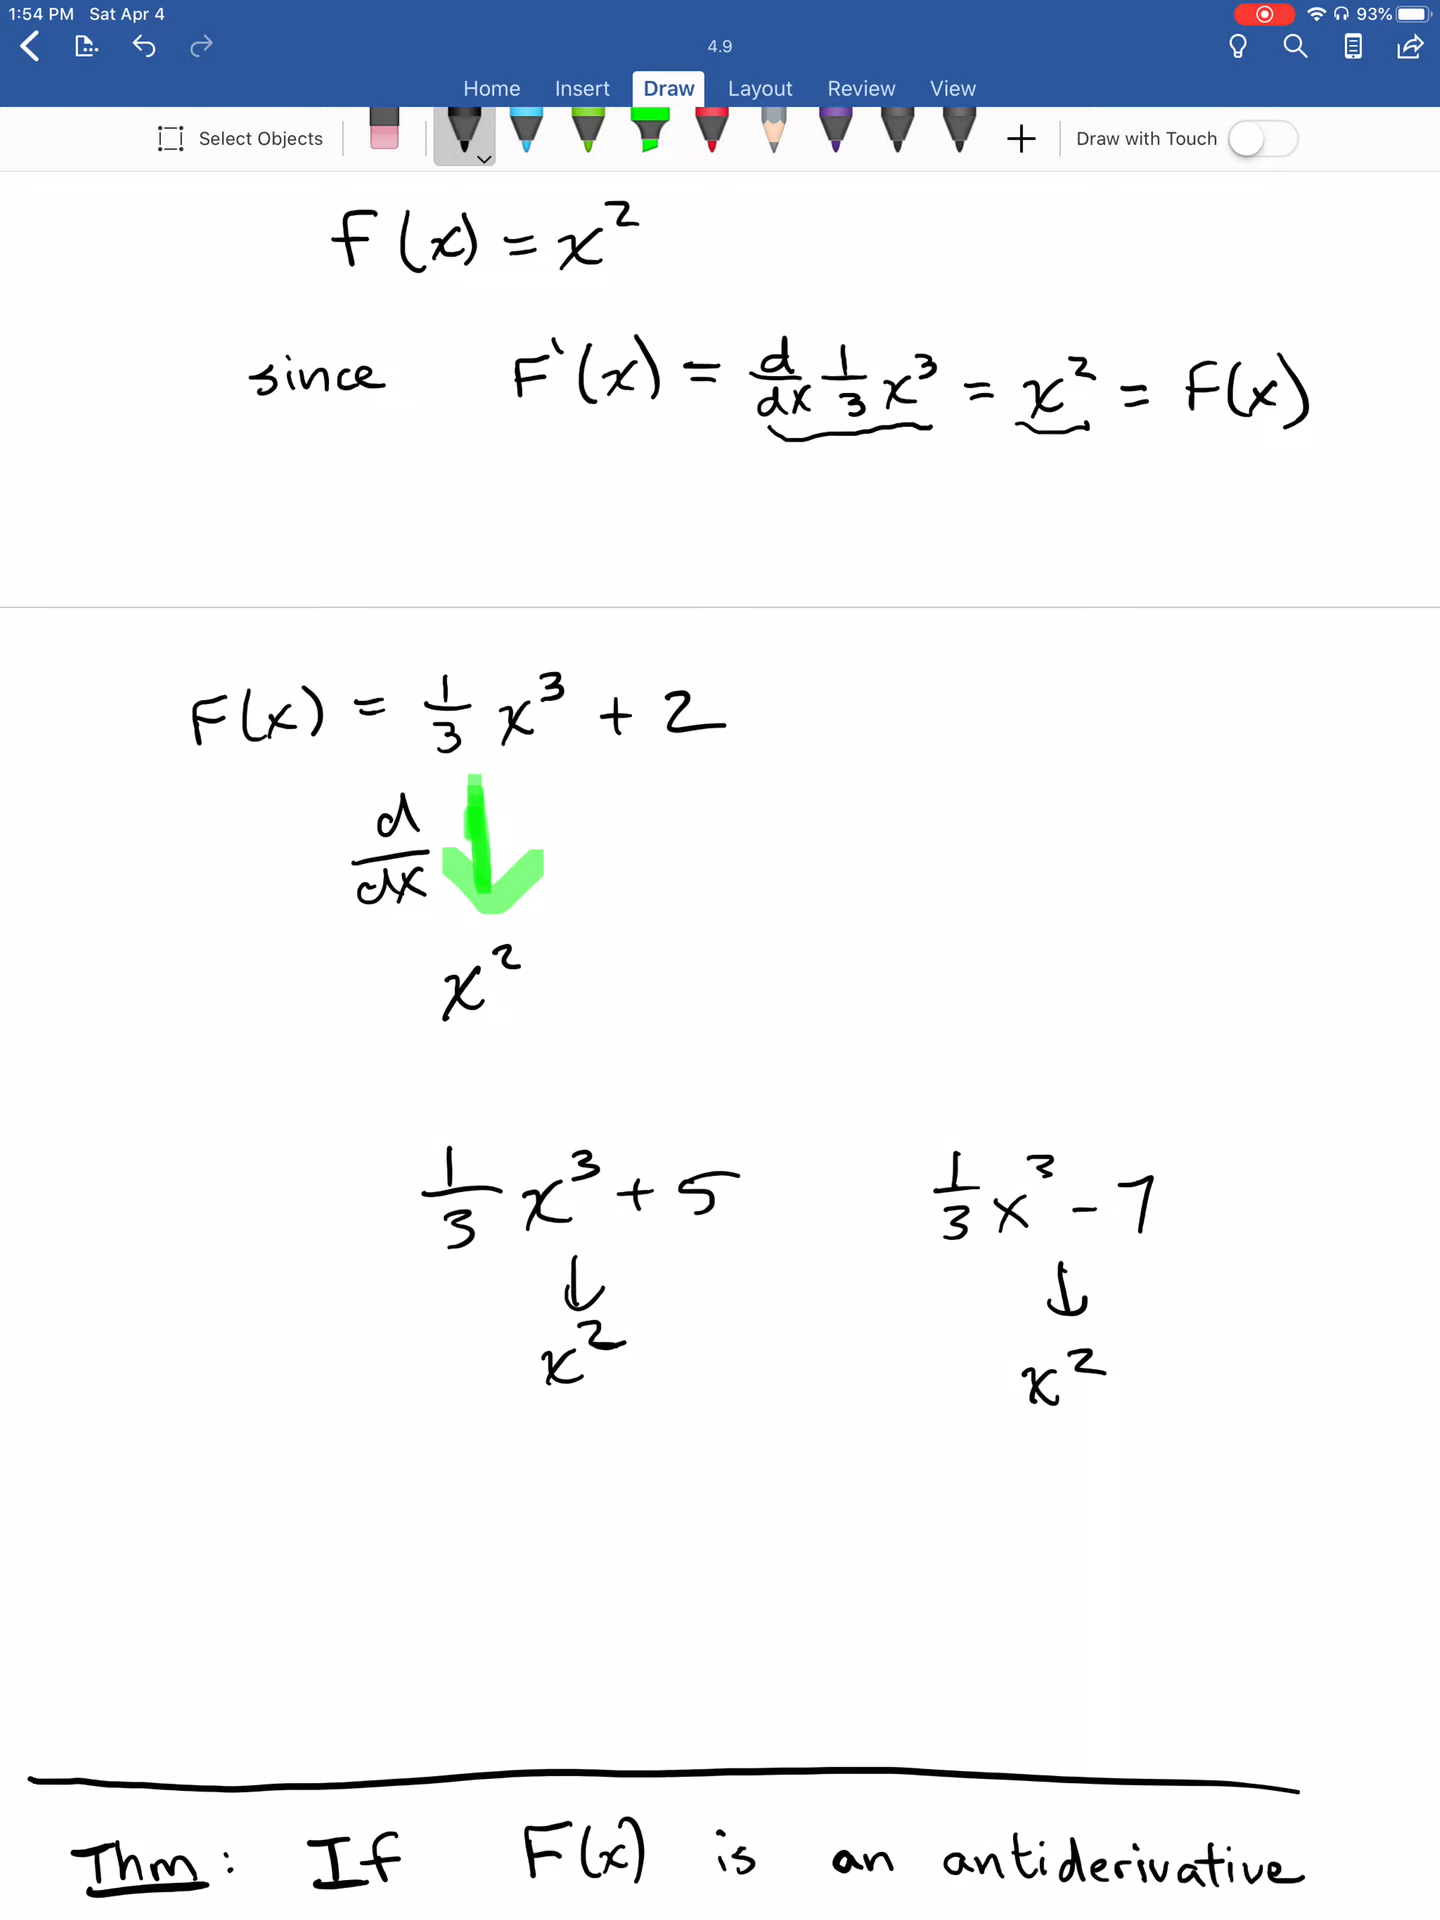 1:54 PM Sat Apr 4 93%
4.9
Home Insert Draw Layout Review View
Select Objects Draw with Touch
f(x) = x²
since F'(x) = d/dx 1/3 x³ = x² = F(x)
F(x) = 1/3 x³ + 2
d/dx
x²
1/3 x³ + 5 1/3 x³ - 7
↓ ↓
x² x²
Thm: If F(x) is an antiderivative